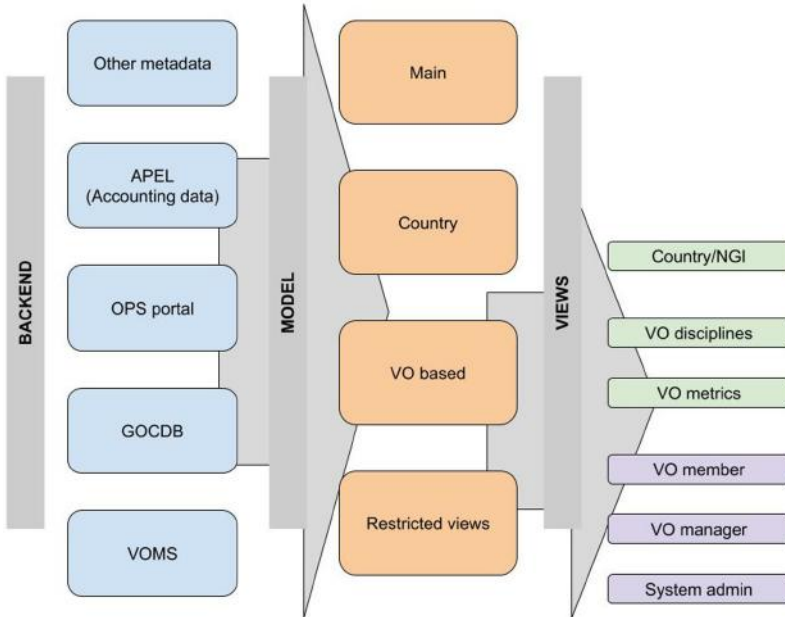 BACKEND
Other metadata
APEL
(Accounting data)
OPS portal
GOCDB
VOMS
MODEL
Main
Country
VO based
Restricted views
VIEWS
Country/NGI
VO disciplines
VO metrics
VO member
VO manager
System admin